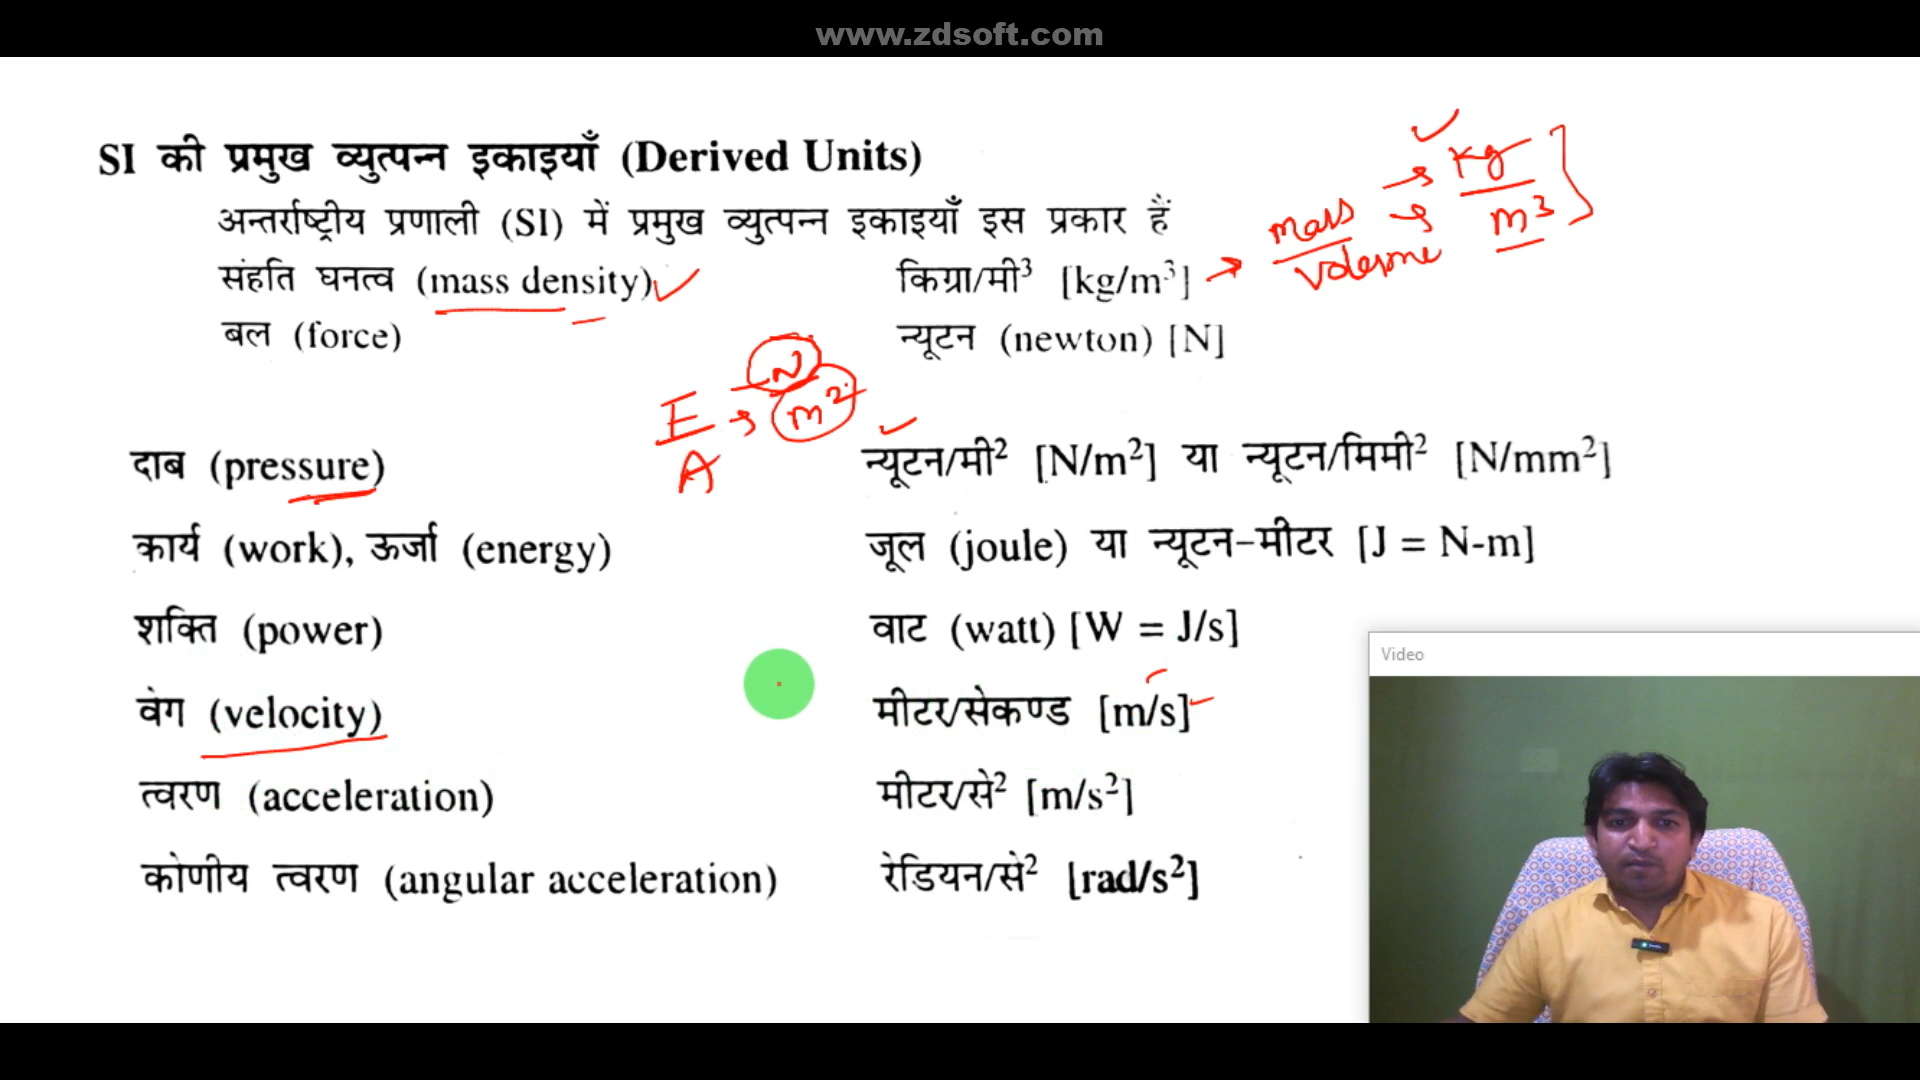 www.zdsoft.com
SI की प्रमुख व्युत्पन्न इकाइयाँ (Derived Units)
अन्तर्राष्ट्रीय प्रणाली (SI) में प्रमुख व्युत्पन्न इकाइयाँ इस प्रकार हैं
संहति घनत्व (mass density) किग्रा/मी³ [kg/m³] → mass/volume → kg/m³
बल (force) न्यूटन (newton) [N]
F/A → N/m²
दाब (pressure) न्यूटन/मी² [N/m²] या न्यूटन/मिमी² [N/mm²]
कार्य (work), ऊर्जा (energy) जूल (joule) या न्यूटन-मीटर [J = N-m]
शक्ति (power) वाट (watt) [W = J/s]
वेग (velocity) मीटर/सेकण्ड [m/s]
त्वरण (acceleration) मीटर/से² [m/s²]
कोणीय त्वरण (angular acceleration) रेडियन/से² [rad/s²]
Video